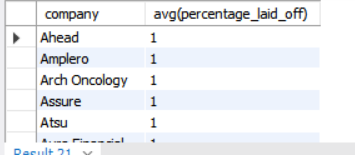 company avg(percentage_laid_off)
Ahead 1
Amplero 1
Arch Oncology 1
Assure 1
Atsu 1
Result 21